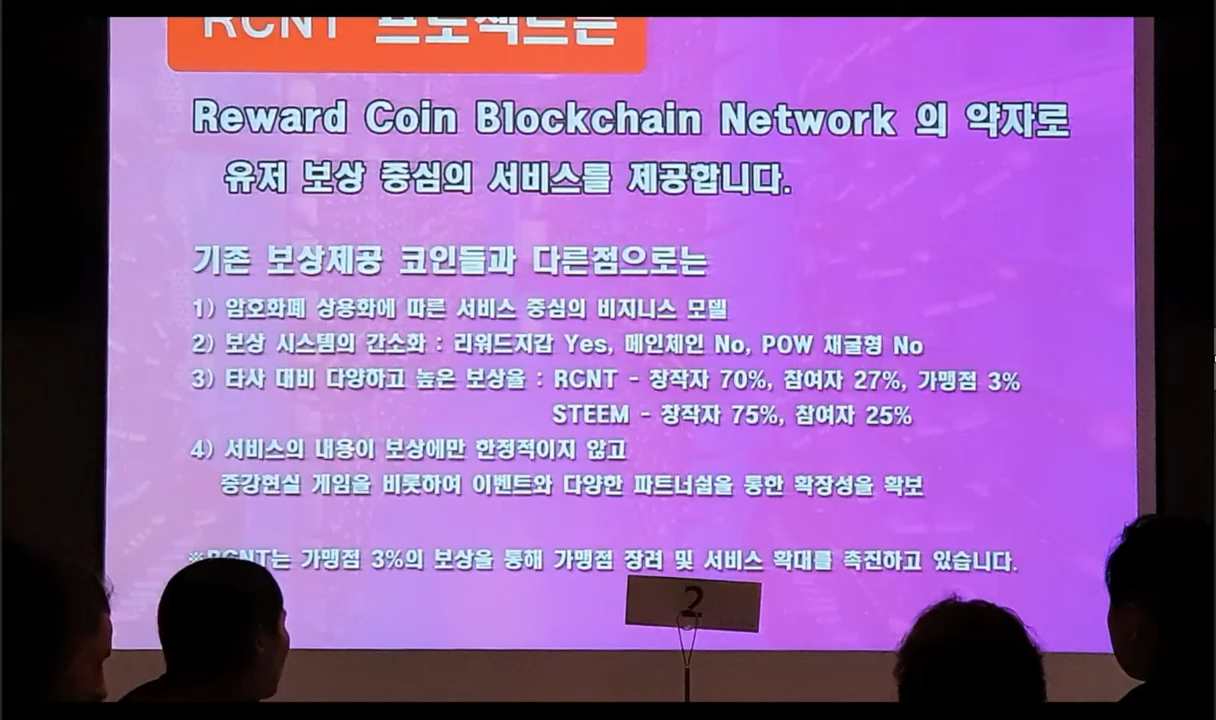 RCNT 프로젝트는
Reward Coin Blockchain Network 의 약자로
유저 보상 중심의 서비스를 제공합니다.
기존 보상제공 코인들과 다른점으로는
1) 암호화폐 상용화에 따른 서비스 중심의 비지니스 모델
2) 보상 시스템의 간소화 : 리워드지갑 Yes, 메인체인 No, POW 채굴형 No
3) 타사 대비 다양하고 높은 보상율 : RCNT - 창작자 70%, 참여자 27%, 가맹점 3%
STEEM - 창작자 75%, 참여자 25%
4) 서비스의 내용이 보상에만 한정적이지 않고
증강현실 게임을 비롯하여 이벤트와 다양한 파트너쉽을 통한 확장성을 확보
※RCNT는 가맹점 3%의 보상을 통해 가맹점 장려 및 서비스 확대를 촉진하고 있습니다.
2